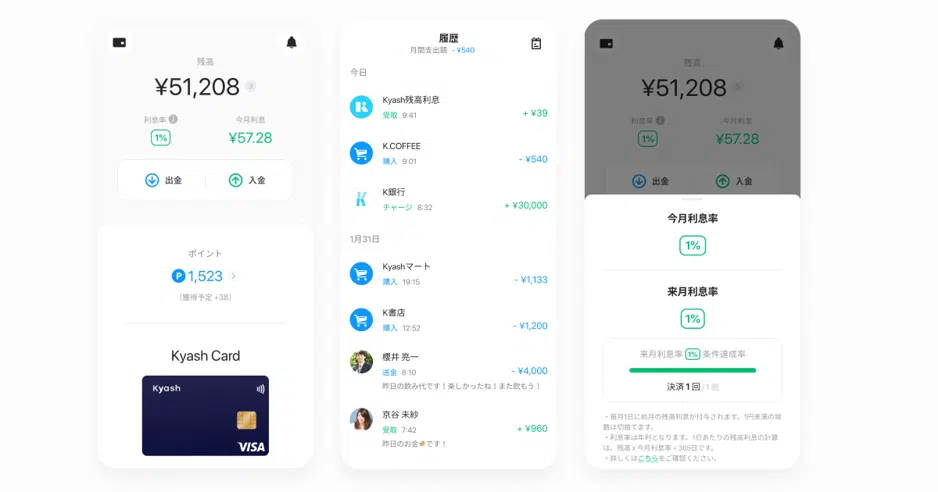 残高
¥51,208
利息率
今月利息
1%
¥57.28
出金
入金
ポイント
P 1,523
(獲得予定 +38)
Kyash Card
Kyash
VISA
履歴
月間支出額 - ¥540
今日
Kyash残高利息
受取 9:41
+ ¥39
K.COFFEE
購入 9:01
- ¥540
K銀行
チャージ 8:32
+ ¥30,000
1月31日
Kyashマート
購入 19:15
- ¥1,133
K書店
購入 12:52
- ¥1,200
櫻井 亮一
送金 8:10
- ¥4,000
昨日の飲み代です！楽しかったね！また飲もう！
京谷 未紗
受取 7:42
+ ¥960
昨日のお金です！
残高
¥51,208
利息率
今月利息
1%
¥57.28
出金
入金
今月利息率
1%
来月利息率
1%
来月利息率 1% 条件達成率
決済 1 回 / 1 回
・毎月1日に前月の残高利息が付与されます。1円未満の端
数は切捨てます。
・利息率は年利となります。1日あたりの残高利息の計算
は、残高 x 今月利息率 ÷ 365日です。
・詳しくはこちらをご確認ください。